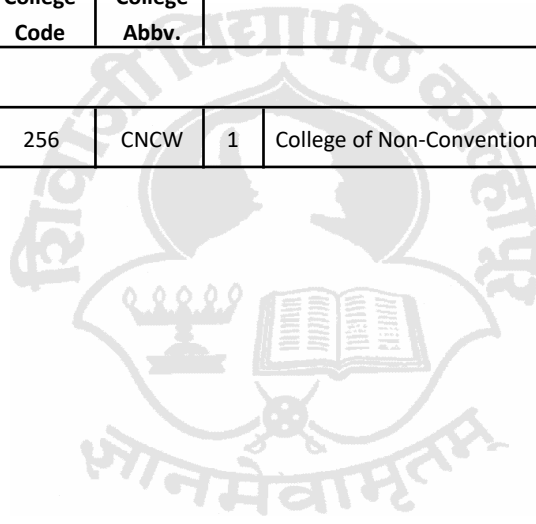 College College
Code Abbv.
256 CNCW 1 College of Non-Convention
शिवाजी विद्यापीठ कोल्हापूर
ज्ञानमेवामृतम्